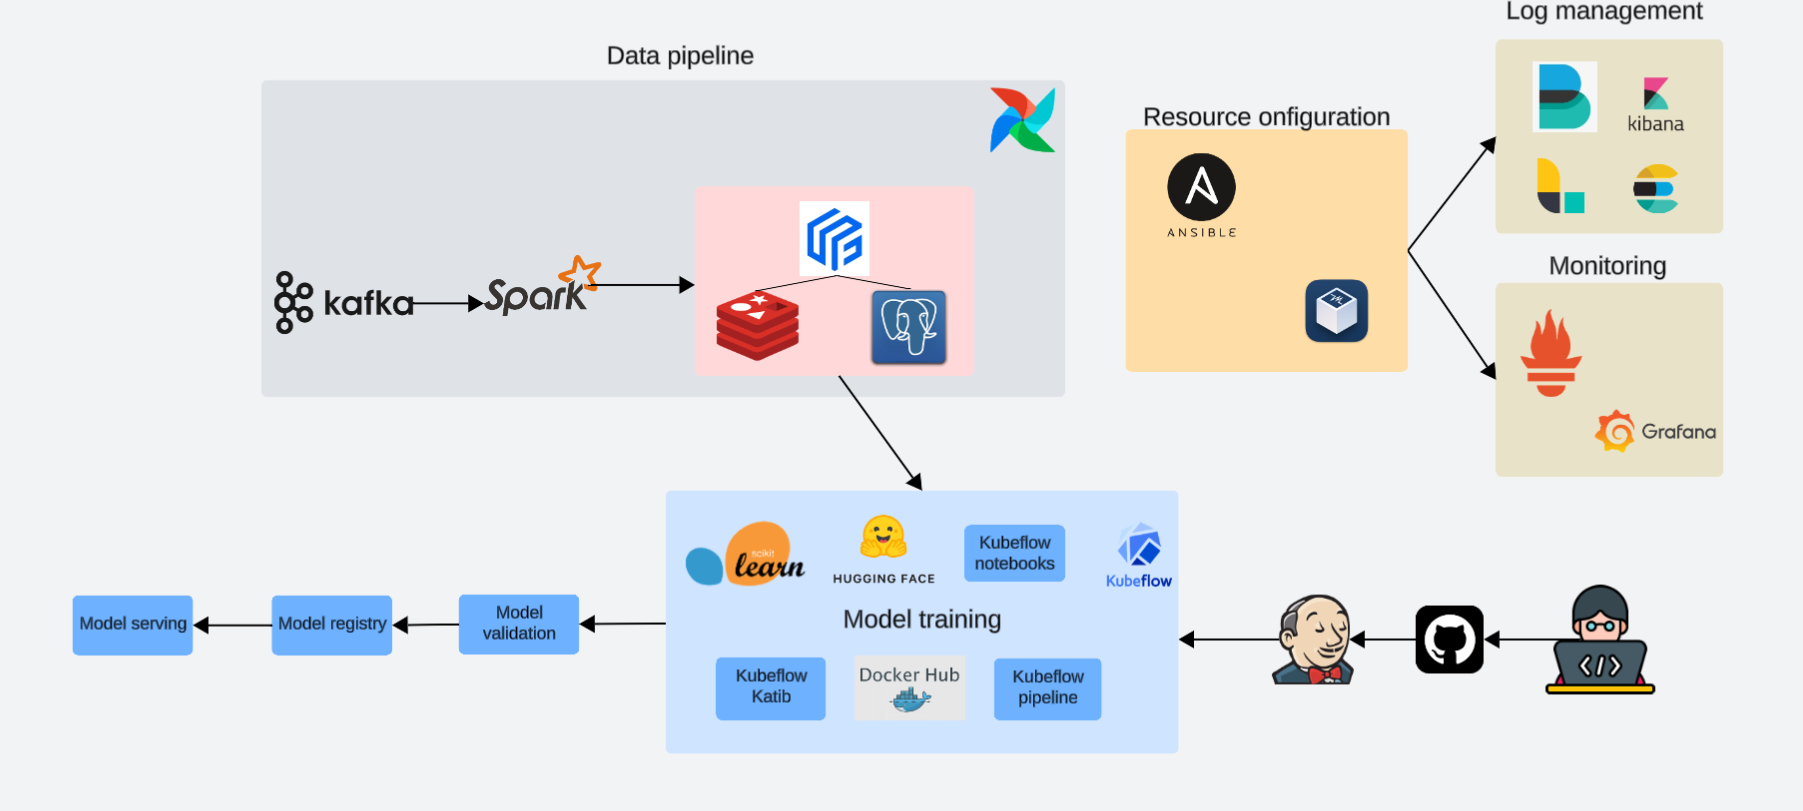 Log management
Data pipeline
kibana
Resource onfiguration
ANSIBLE
kafka
Spark
Monitoring
Grafana
scikit
learn
HUGGING FACE
Kubeflow
notebooks
Kubeflow
Model training
Model serving
Model registry
Model
validation
Kubeflow
Katib
Docker Hub
Kubeflow
pipeline
</>